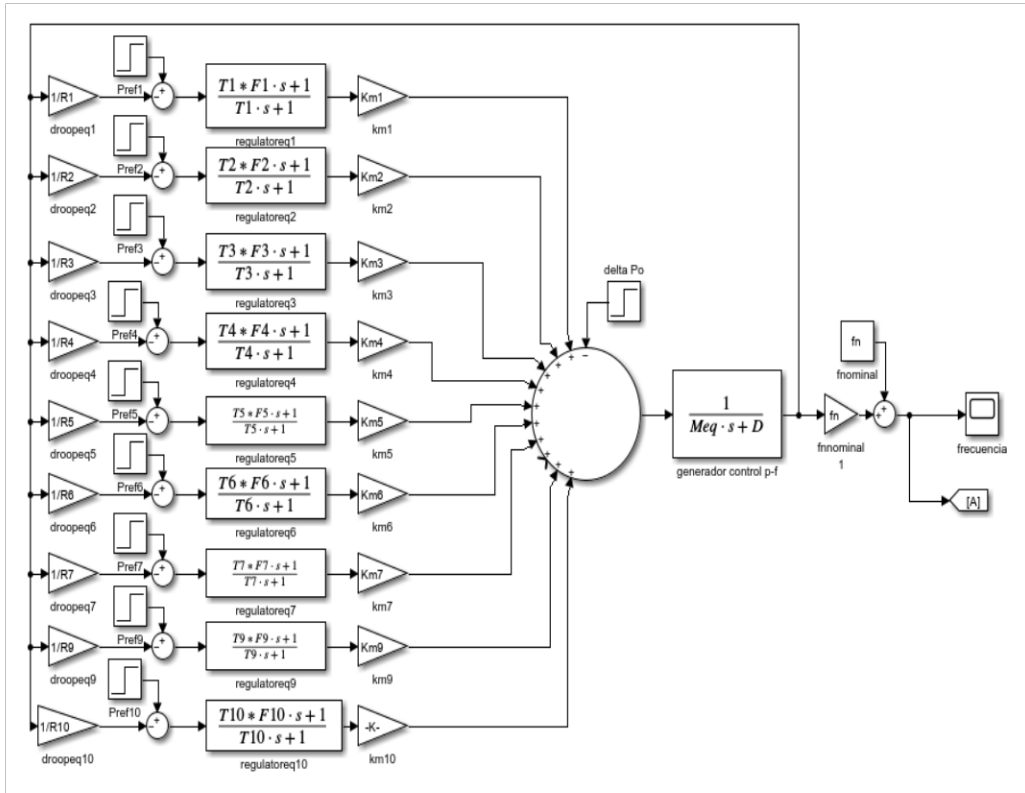 Pref1
1/R1
droopeq1
T1∗F1·s+1
T1·s+1
regulatoreq1
Km1
km1
Pref2
1/R2
droopeq2
T2∗F2·s+1
T2·s+1
regulatoreq2
Km2
km2
Pref3
1/R3
droopeq3
T3∗F3·s+1
T3·s+1
regulatoreq3
Km3
km3
Pref4
1/R4
droopeq4
T4∗F4·s+1
T4·s+1
regulatoreq4
Km4
km4
Pref5
1/R5
droopeq5
T5∗F5·s+1
T5·s+1
regulatoreq5
Km5
km5
Pref6
1/R6
droopeq6
T6∗F6·s+1
T6·s+1
regulatoreq6
Km6
km6
Pref7
1/R7
droopeq7
T7∗F7·s+1
T7·s+1
regulatoreq7
Km7
km7
Pref9
1/R9
droopeq9
T9∗F9·s+1
T9·s+1
regulatoreq9
Km9
km9
Pref10
1/R10
droopeq10
T10∗F10·s+1
T10·s+1
regulatoreq10
-K-
km10
delta Po
1
Meq·s+D
generador control p-f
fn
fnominal
fn
fnnominal
1
frecuencia
[A]